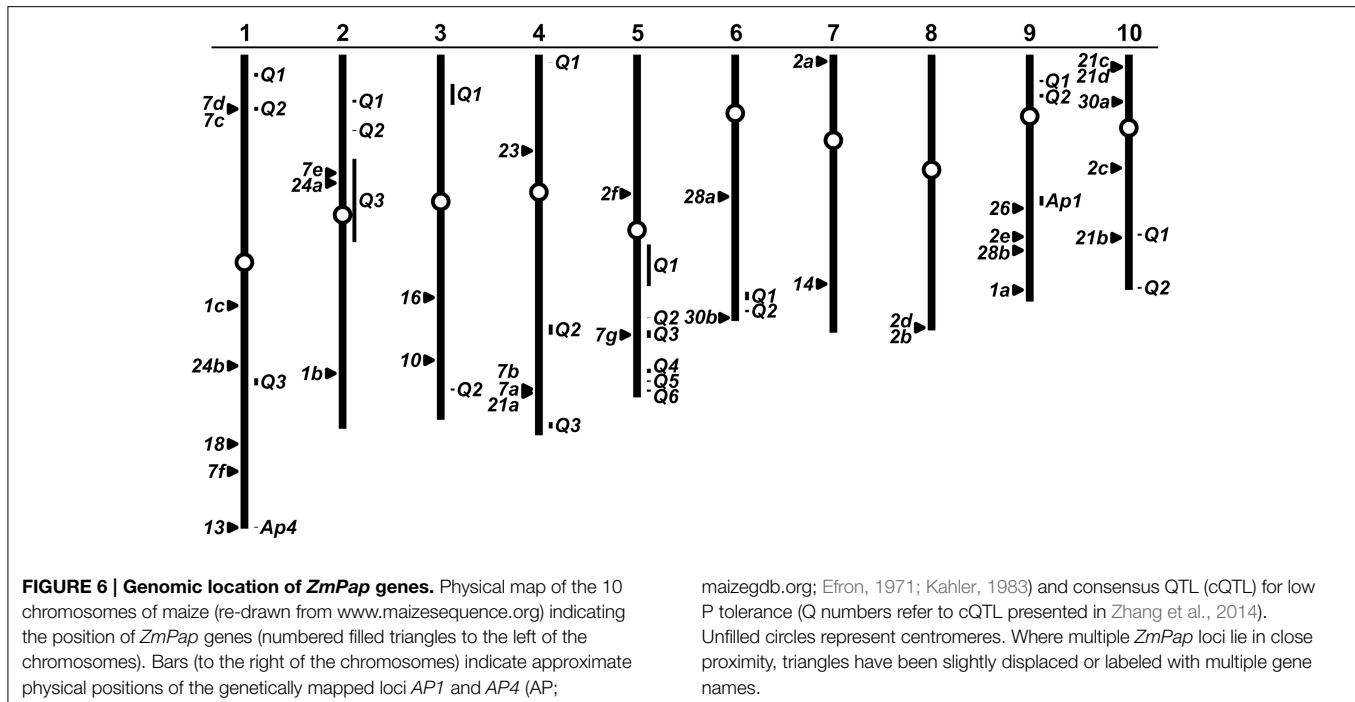 1 2 3 4 5 6 7 8 9 10
Q1
7d
7c
Q2
1c
24b
Q3
18
7f
13
Ap4
Q1
Q2
7e
24a
Q3
1b
Q1
16
10
Q2
Q1
23
Q2
7b
7a
21a
Q3
2f
Q1
Q2
7g
Q3
Q4
Q5
Q6
28a
Q1
Q2
30b
2a
14
2d
2b
Q1
Q2
Ap1
26
2e
28b
1a
21c
21d
30a
2c
21b
Q1
Q2
FIGURE 6 | Genomic location of ZmPap genes. Physical map of the 10
chromosomes of maize (re-drawn from www.maizesequence.org) indicating
the position of ZmPap genes (numbered filled triangles to the left of the
chromosomes). Bars (to the right of the chromosomes) indicate approximate
physical positions of the genetically mapped loci AP1 and AP4 (AP;
maizegdb.org; Efron, 1971; Kahler, 1983) and consensus QTL (cQTL) for low
P tolerance (Q numbers refer to cQTL presented in Zhang et al., 2014).
Unfilled circles represent centromeres. Where multiple ZmPap loci lie in close
proximity, triangles have been slightly displaced or labeled with multiple gene
names.